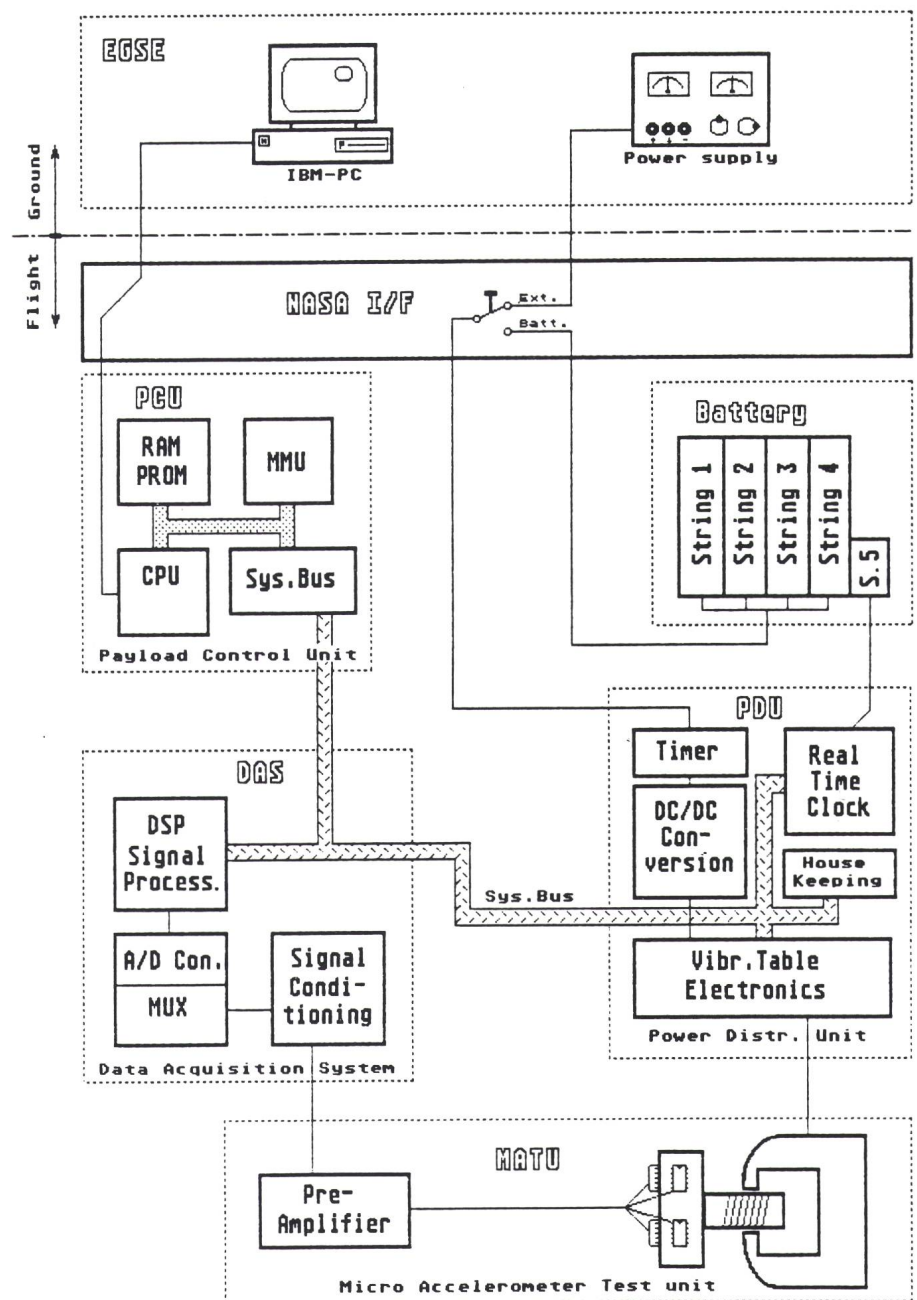 EGSE
IBM-PC
Power supply
Ground
Flight
NASA I/F
Ext.
Batt.
PCU
RAM
PROM
MMU
CPU
Sys.Bus
Payload Control Unit
Battery
String 1
String 2
String 3
String 4
S.5
DAS
DSP
Signal
Process.
A/D Con.
MUX
Signal
Condi-
tioning
Data Acquisition System
Sys.Bus
PDU
Timer
DC/DC
Con-
version
Real
Time
Clock
House
Keeping
Vibr.Table
Electronics
Power Distr. Unit
MATU
Pre-
Amplifier
Micro Accelerometer Test unit